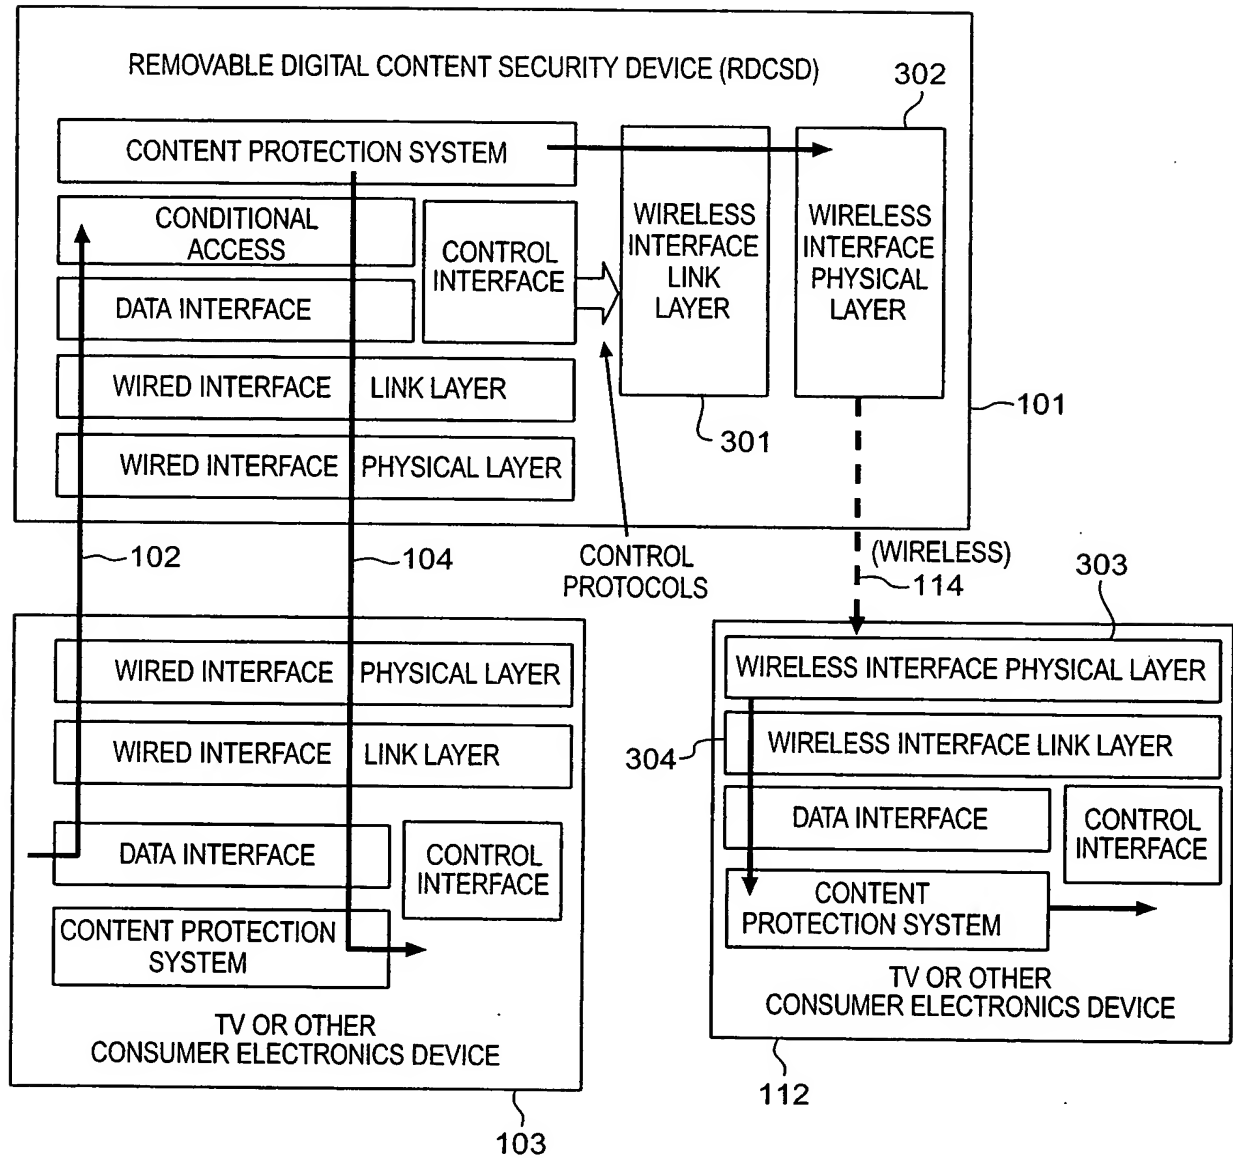 REMOVABLE DIGITAL CONTENT SECURITY DEVICE (RDCSD)
302
CONTENT PROTECTION SYSTEM
CONDITIONAL
ACCESS
CONTROL
INTERFACE
DATA INTERFACE
WIRELESS
INTERFACE
LINK
LAYER
WIRELESS
INTERFACE
PHYSICAL
LAYER
WIRED INTERFACE LINK LAYER
WIRED INTERFACE PHYSICAL LAYER
301
101
102
104
CONTROL
PROTOCOLS
(WIRELESS)
114
303
WIRED INTERFACE PHYSICAL LAYER
WIRED INTERFACE LINK LAYER
DATA INTERFACE
CONTROL
INTERFACE
CONTENT PROTECTION
SYSTEM
TV OR OTHER
CONSUMER ELECTRONICS DEVICE
103
WIRELESS INTERFACE PHYSICAL LAYER
WIRELESS INTERFACE LINK LAYER
304
DATA INTERFACE
CONTROL
INTERFACE
CONTENT
PROTECTION SYSTEM
TV OR OTHER
CONSUMER ELECTRONICS DEVICE
112